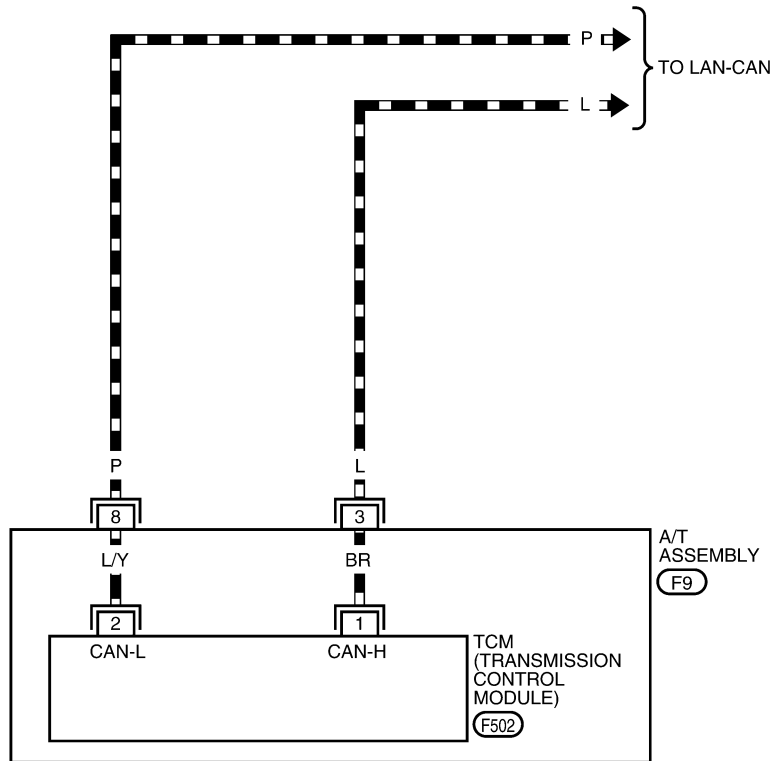 P
TO LAN-CAN
L
P
L
8
3
A/T
ASSEMBLY
F9
L/Y
BR
2
1
CAN-L
CAN-H
TCM
(TRANSMISSION
CONTROL
MODULE)
F502